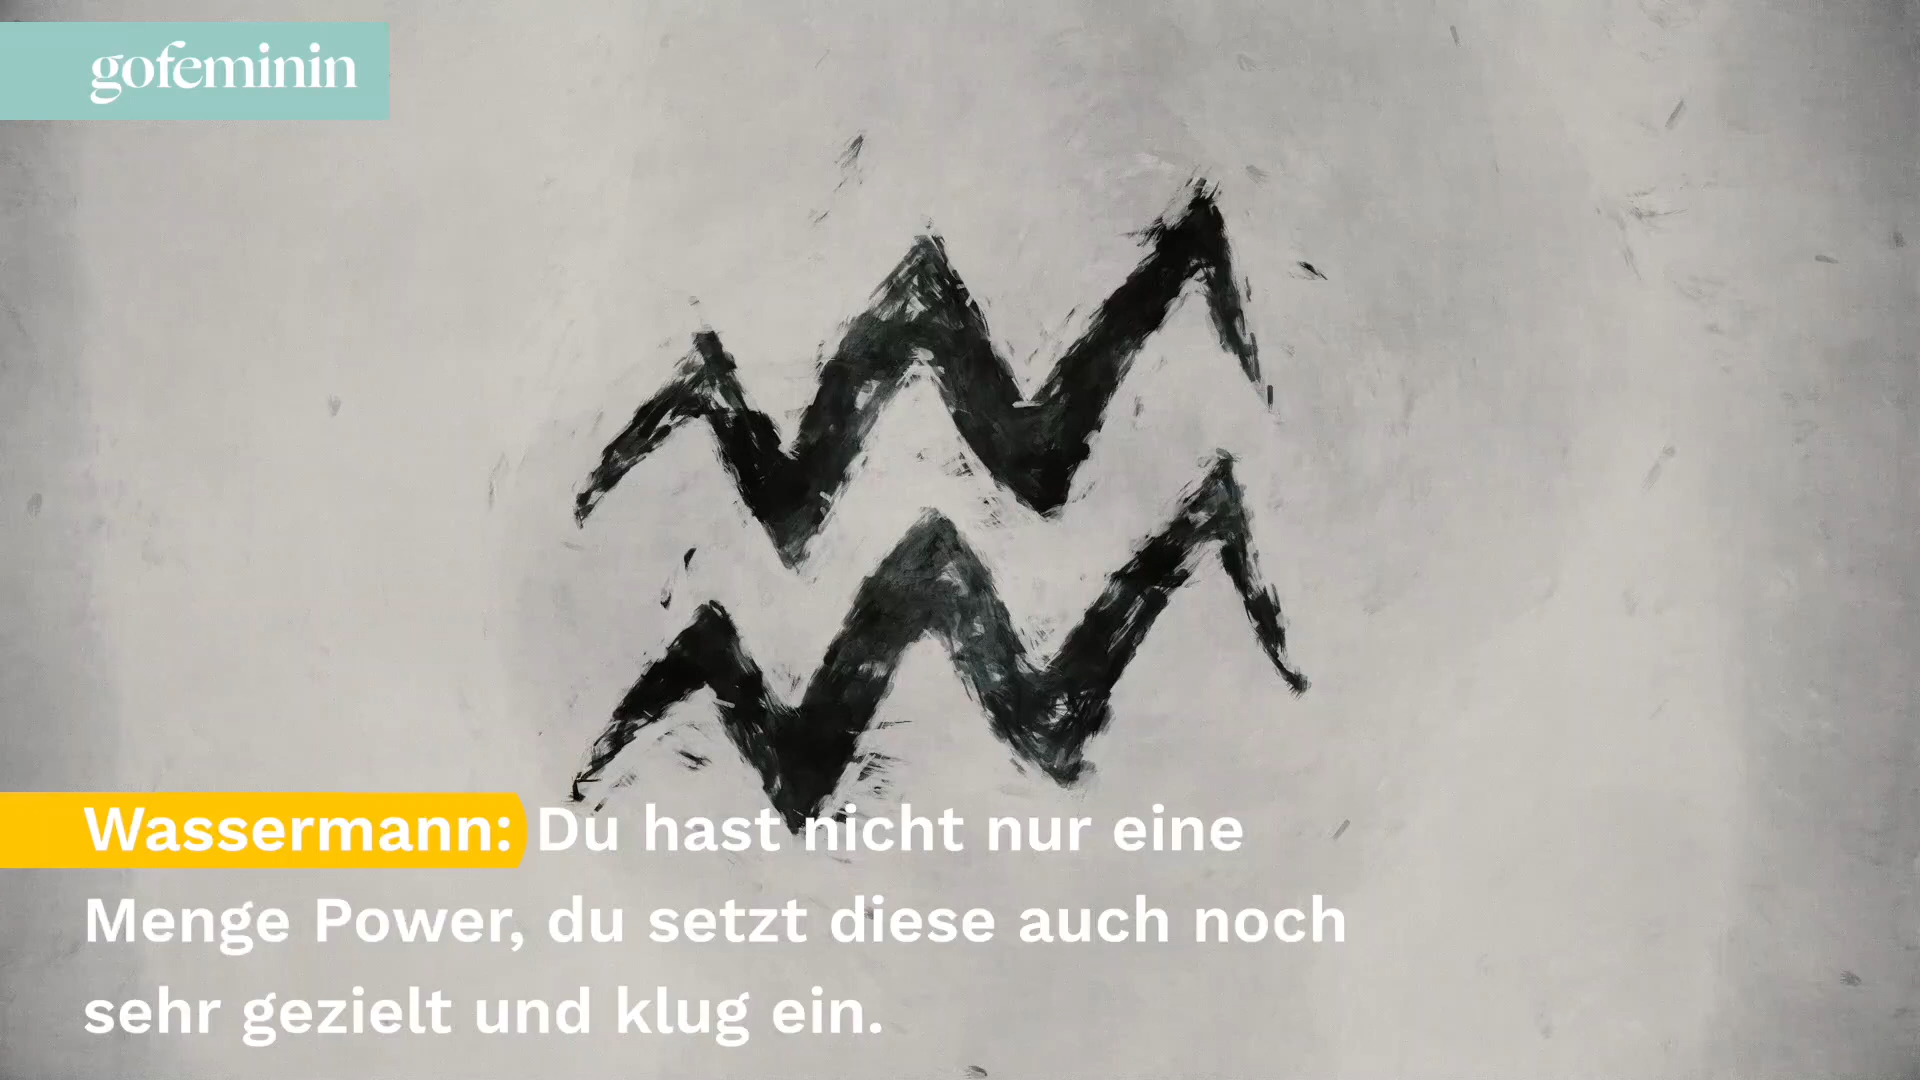 gofeminin
Wassermann: Du hast nicht nur eine
Menge Power, du setzt diese auch noch
sehr gezielt und klug ein.